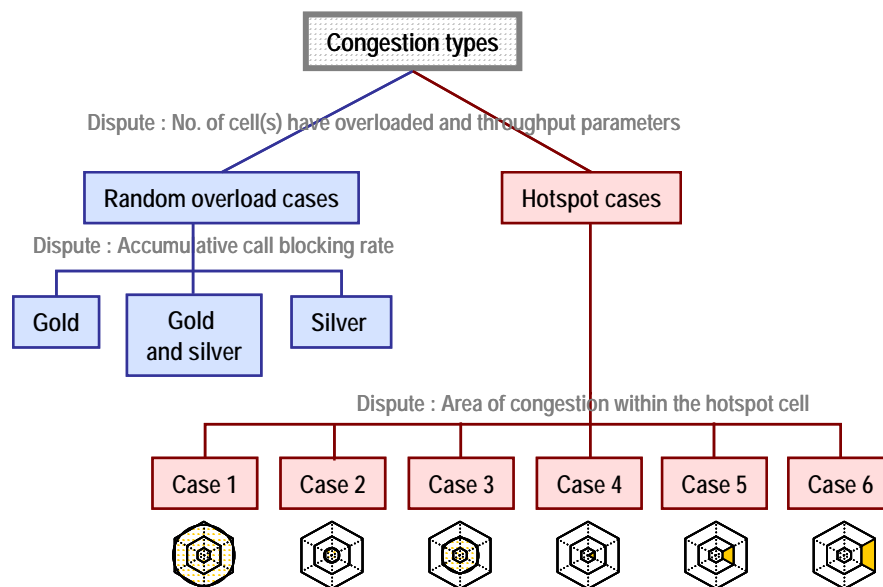 Congestion types
Dispute : No. of cell(s) have overloaded and throughput parameters
Random overload cases
Hotspot cases
Dispute : Accumulative call blocking rate
Gold
Gold
and silver
Silver
Dispute : Area of congestion within the hotspot cell
Case 1
Case 2
Case 3
Case 4
Case 5
Case 6